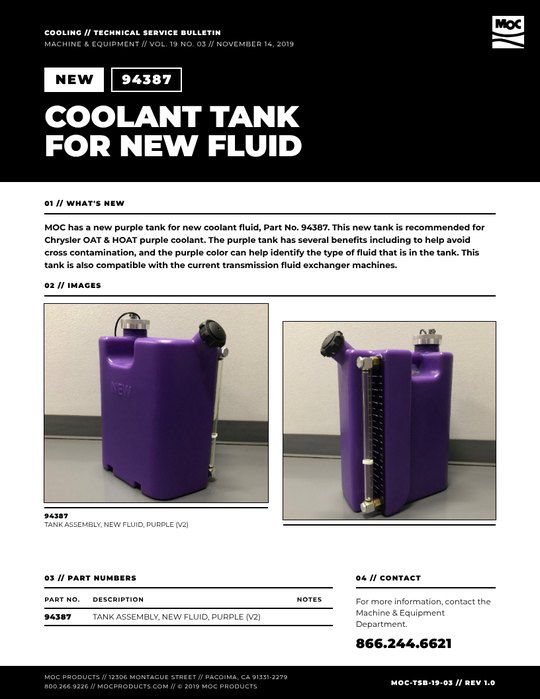 COOLING // TECHNICAL SERVICE BULLETIN
MACHINE & EQUIPMENT // VOL. 19 NO. 03 // NOVEMBER 14, 2019
MOC
NEW 94387
COOLANT TANK
FOR NEW FLUID
01 // WHAT'S NEW
MOC has a new purple tank for new coolant fluid, Part No. 94387. This new tank is recommended for
Chrysler OAT & HOAT purple coolant. The purple tank has several benefits including to help avoid
cross contamination, and the purple color can help identify the type of fluid that is in the tank. This
tank is also compatible with the current transmission fluid exchanger machines.
02 // IMAGES
NEW
94387
TANK ASSEMBLY, NEW FLUID, PURPLE (V2)
03 // PART NUMBERS
PART NO. DESCRIPTION NOTES
94387 TANK ASSEMBLY, NEW FLUID, PURPLE (V2)
04 // CONTACT
For more information, contact the
Machine & Equipment
Department.
866.244.6621
MOC PRODUCTS // 12306 MONTAGUE STREET // PACOIMA, CA 91331-2279
800.266.9226 // MOCPRODUCTS.COM // © 2019 MOC PRODUCTS
MOC-TSB-19-03 // REV 1.0